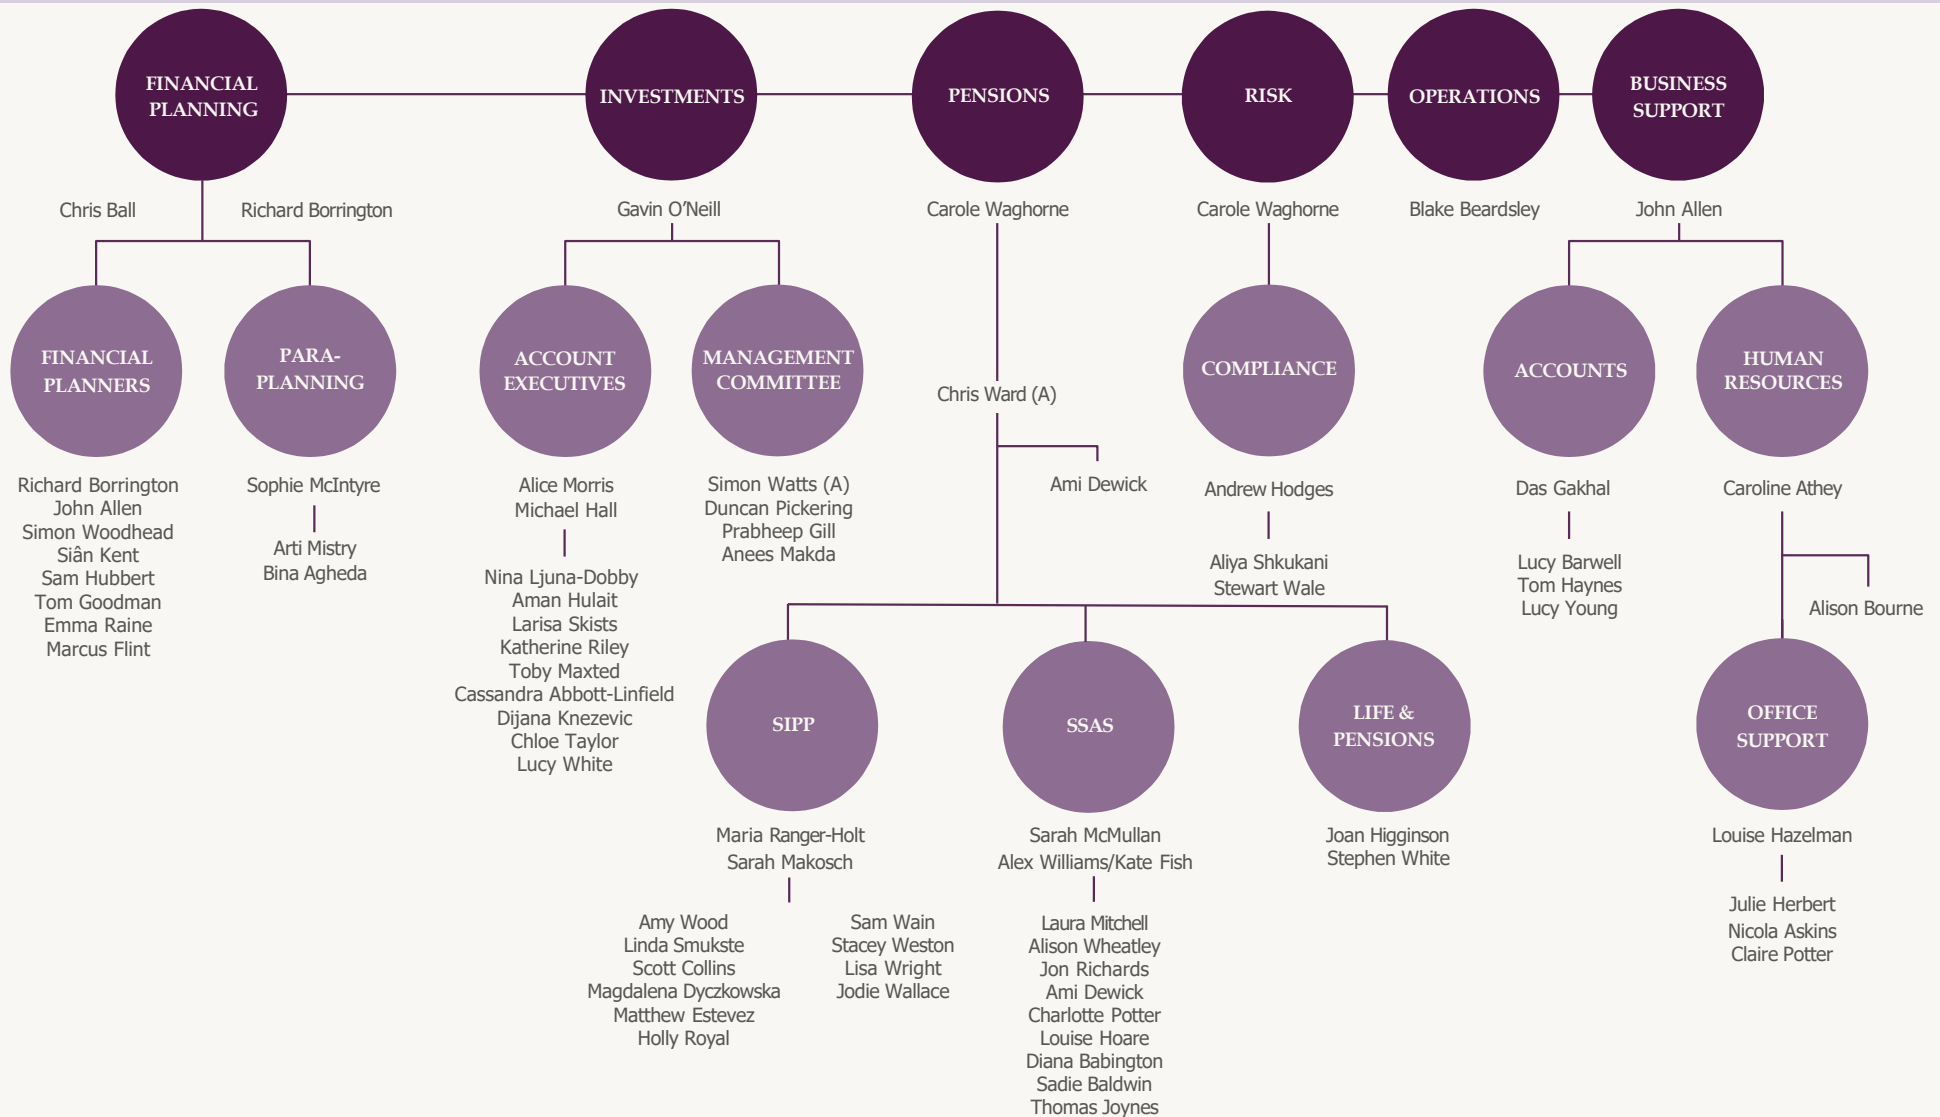 FINANCIAL
PLANNING
INVESTMENTS
PENSIONS
RISK
OPERATIONS
BUSINESS
SUPPORT
Chris Ball
Richard Borrington
Gavin O’Neill
Carole Waghorne
Carole Waghorne
Blake Beardsley
John Allen
FINANCIAL
PLANNERS
PARA-
PLANNING
ACCOUNT
EXECUTIVES
MANAGEMENT
COMMITTEE
Chris Ward (A)
COMPLIANCE
ACCOUNTS
HUMAN
RESOURCES
Richard Borrington
John Allen
Simon Woodhead
Siân Kent
Sam Hubbert
Tom Goodman
Emma Raine
Marcus Flint
Sophie McIntyre
Arti Mistry
Bina Agheda
Alice Morris
Michael Hall
Nina Ljuna-Dobby
Aman Hulait
Larisa Skists
Katherine Riley
Toby Maxted
Cassandra Abbott-Linfield
Dijana Knezevic
Chloe Taylor
Lucy White
Simon Watts (A)
Duncan Pickering
Prabheep Gill
Anees Makda
Ami Dewick
Andrew Hodges
Aliya Shkukani
Stewart Wale
Das Gakhal
Lucy Barwell
Tom Haynes
Lucy Young
Caroline Athey
Alison Bourne
SIPP
SSAS
LIFE &
PENSIONS
OFFICE
SUPPORT
Maria Ranger-Holt
Sarah Makosch
Amy Wood
Linda Smukste
Scott Collins
Magdalena Dyczkowska
Matthew Estevez
Holly Royal
Sam Wain
Stacey Weston
Lisa Wright
Jodie Wallace
Sarah McMullan
Alex Williams/Kate Fish
Laura Mitchell
Alison Wheatley
Jon Richards
Ami Dewick
Charlotte Potter
Louise Hoare
Diana Babington
Sadie Baldwin
Thomas Joynes
Joan Higginson
Stephen White
Louise Hazelman
Julie Herbert
Nicola Askins
Claire Potter